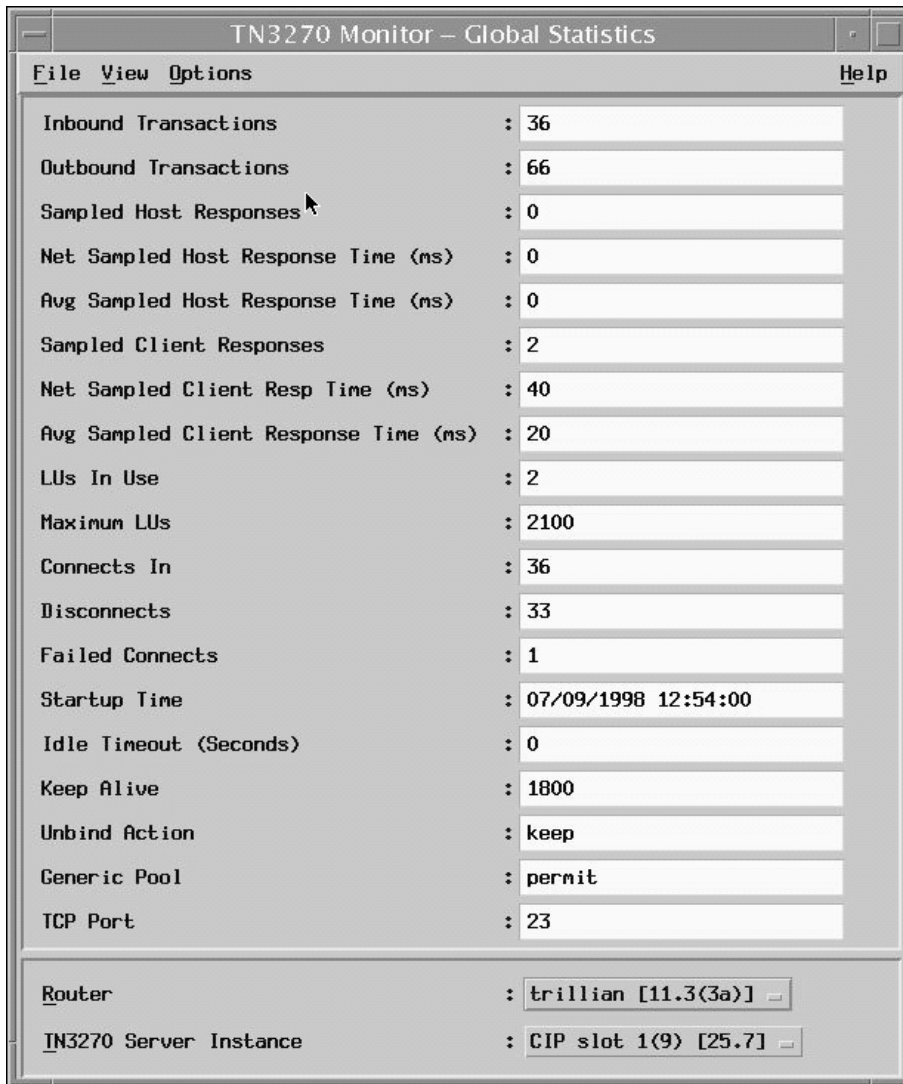 TN3270 Monitor – Global Statistics
File View Options Help
Inbound Transactions : 36
Outbound Transactions : 66
Sampled Host Responses : 0
Net Sampled Host Response Time (ms) : 0
Avg Sampled Host Response Time (ms) : 0
Sampled Client Responses : 2
Net Sampled Client Resp Time (ms) : 40
Avg Sampled Client Response Time (ms) : 20
LUs In Use : 2
Maximum LUs : 2100
Connects In : 36
Disconnects : 33
Failed Connects : 1
Startup Time : 07/09/1998 12:54:00
Idle Timeout (Seconds) : 0
Keep Alive : 1800
Unbind Action : keep
Generic Pool : permit
TCP Port : 23
Router : trillian [11.3(3a)]
TN3270 Server Instance : CIP slot 1(9) [25.7]